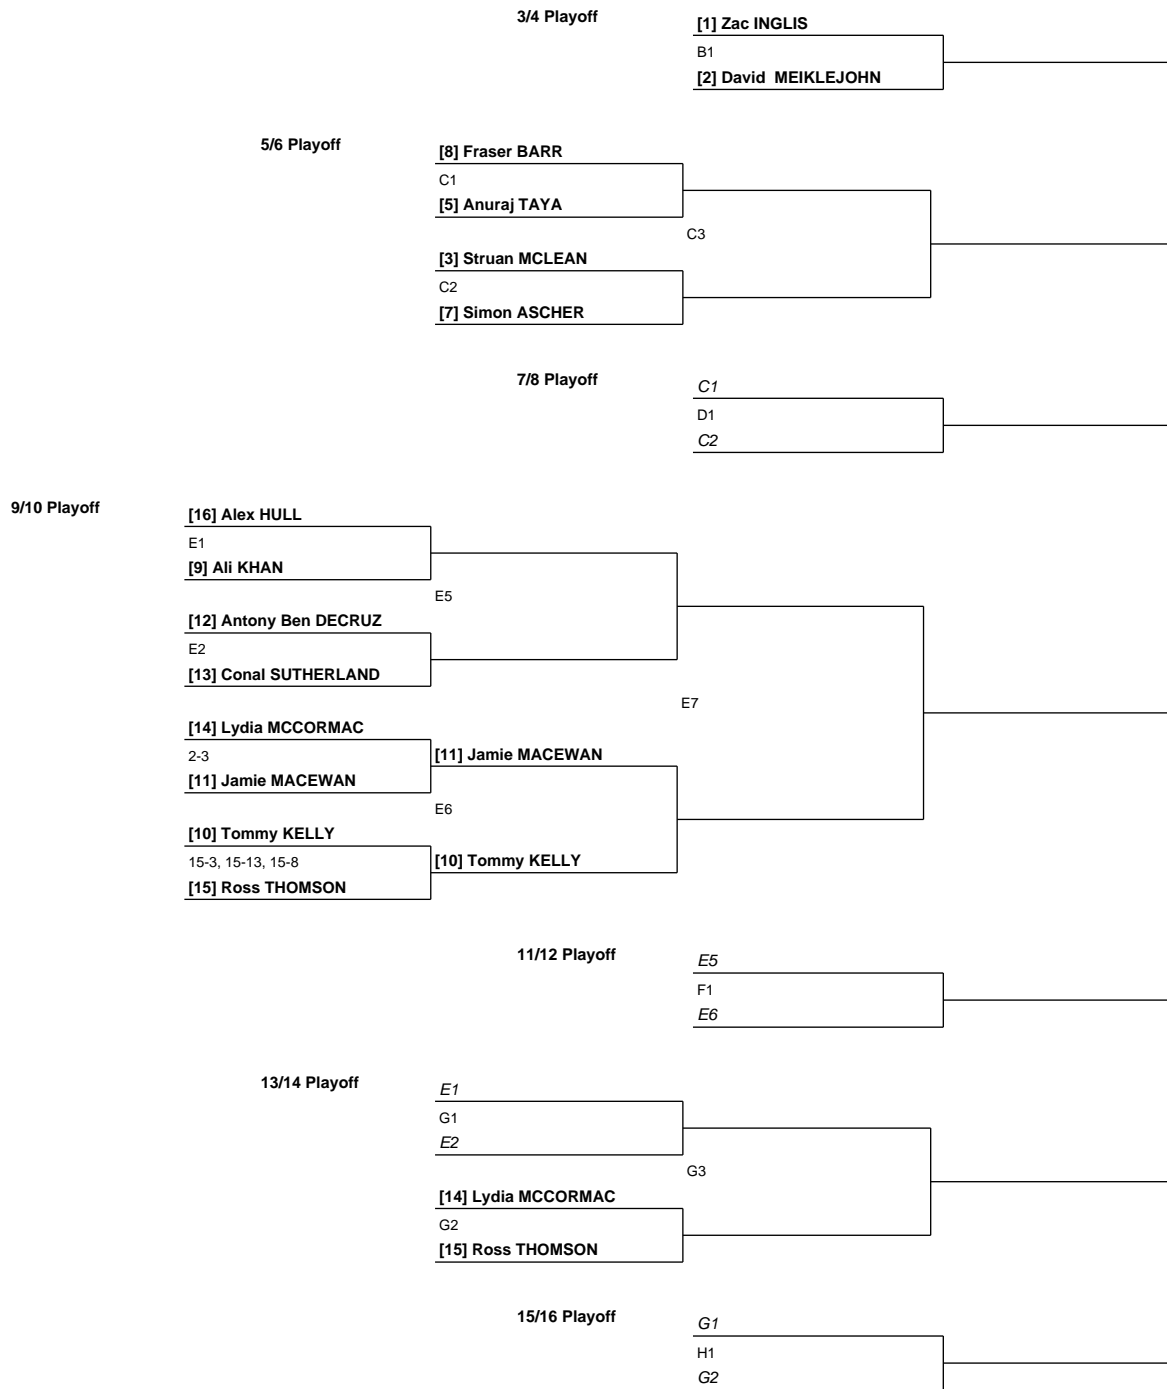 3/4 Playoff
[1] Zac INGLIS
B1
[2] David  MEIKLEJOHN
5/6 Playoff
[8] Fraser BARR
C1
[5] Anuraj TAYA
C3
[3] Struan MCLEAN
C2
[7] Simon ASCHER
7/8 Playoff
C1
D1
C2
9/10 Playoff
[16] Alex HULL
E1
[9] Ali KHAN
E5
[12] Antony Ben DECRUZ
E2
[13] Conal SUTHERLAND
E7
[14] Lydia MCCORMAC
2-3
[11] Jamie MACEWAN
[11] Jamie MACEWAN
E6
[10] Tommy KELLY
15-3, 15-13, 15-8
[10] Tommy KELLY
[15] Ross THOMSON
11/12 Playoff
E5
F1
E6
13/14 Playoff
E1
G1
E2
G3
[14] Lydia MCCORMAC
G2
[15] Ross THOMSON
15/16 Playoff
G1
H1
G2